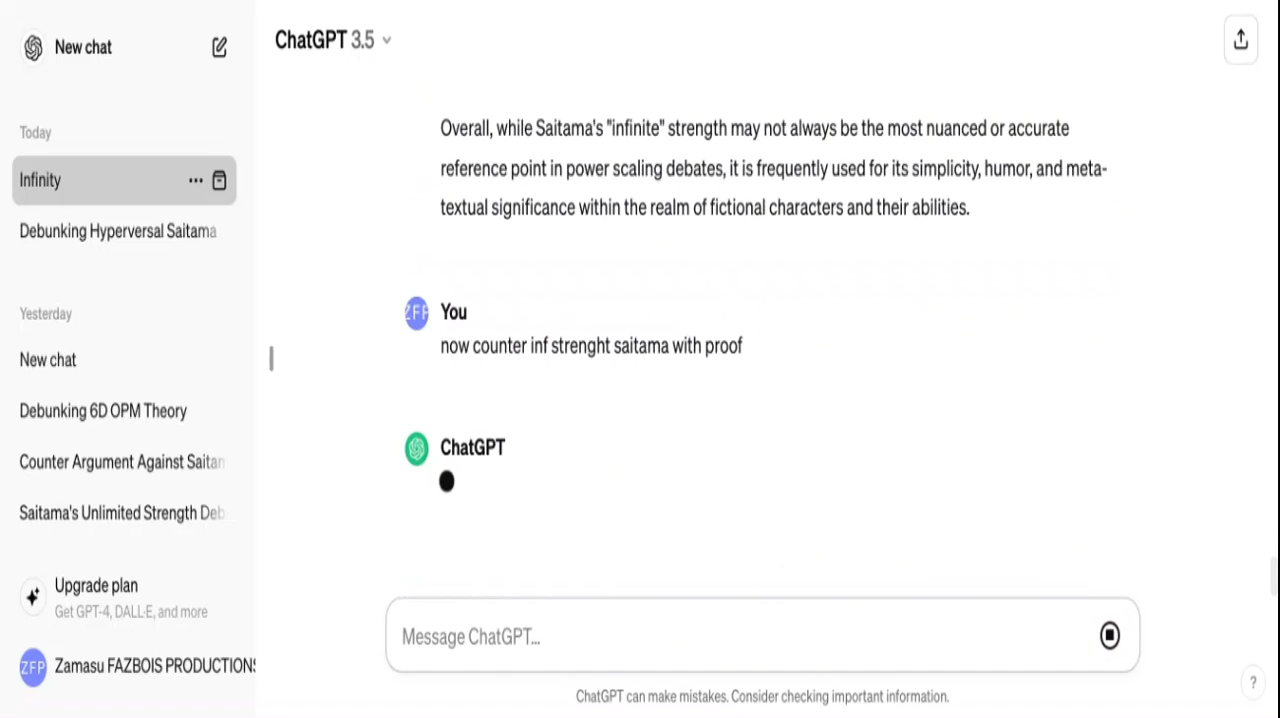 New chat
ChatGPT 3.5
Today
Infinity
Debunking Hyperversal Saitama
Yesterday
New chat
Debunking 6D OPM Theory
Counter Argument Against Saitan
Saitama's Unlimited Strength Deb
Upgrade plan
Get GPT-4, DALL·E, and more
ZFP
Zamasu FAZBOIS PRODUCTIONS
Overall, while Saitama's "infinite" strength may not always be the most nuanced or accurate
reference point in power scaling debates, it is frequently used for its simplicity, humor, and meta-
textual significance within the realm of fictional characters and their abilities.
ZFP
You
now counter inf strenght saitama with proof
ChatGPT
Message ChatGPT...
ChatGPT can make mistakes. Consider checking important information.
?